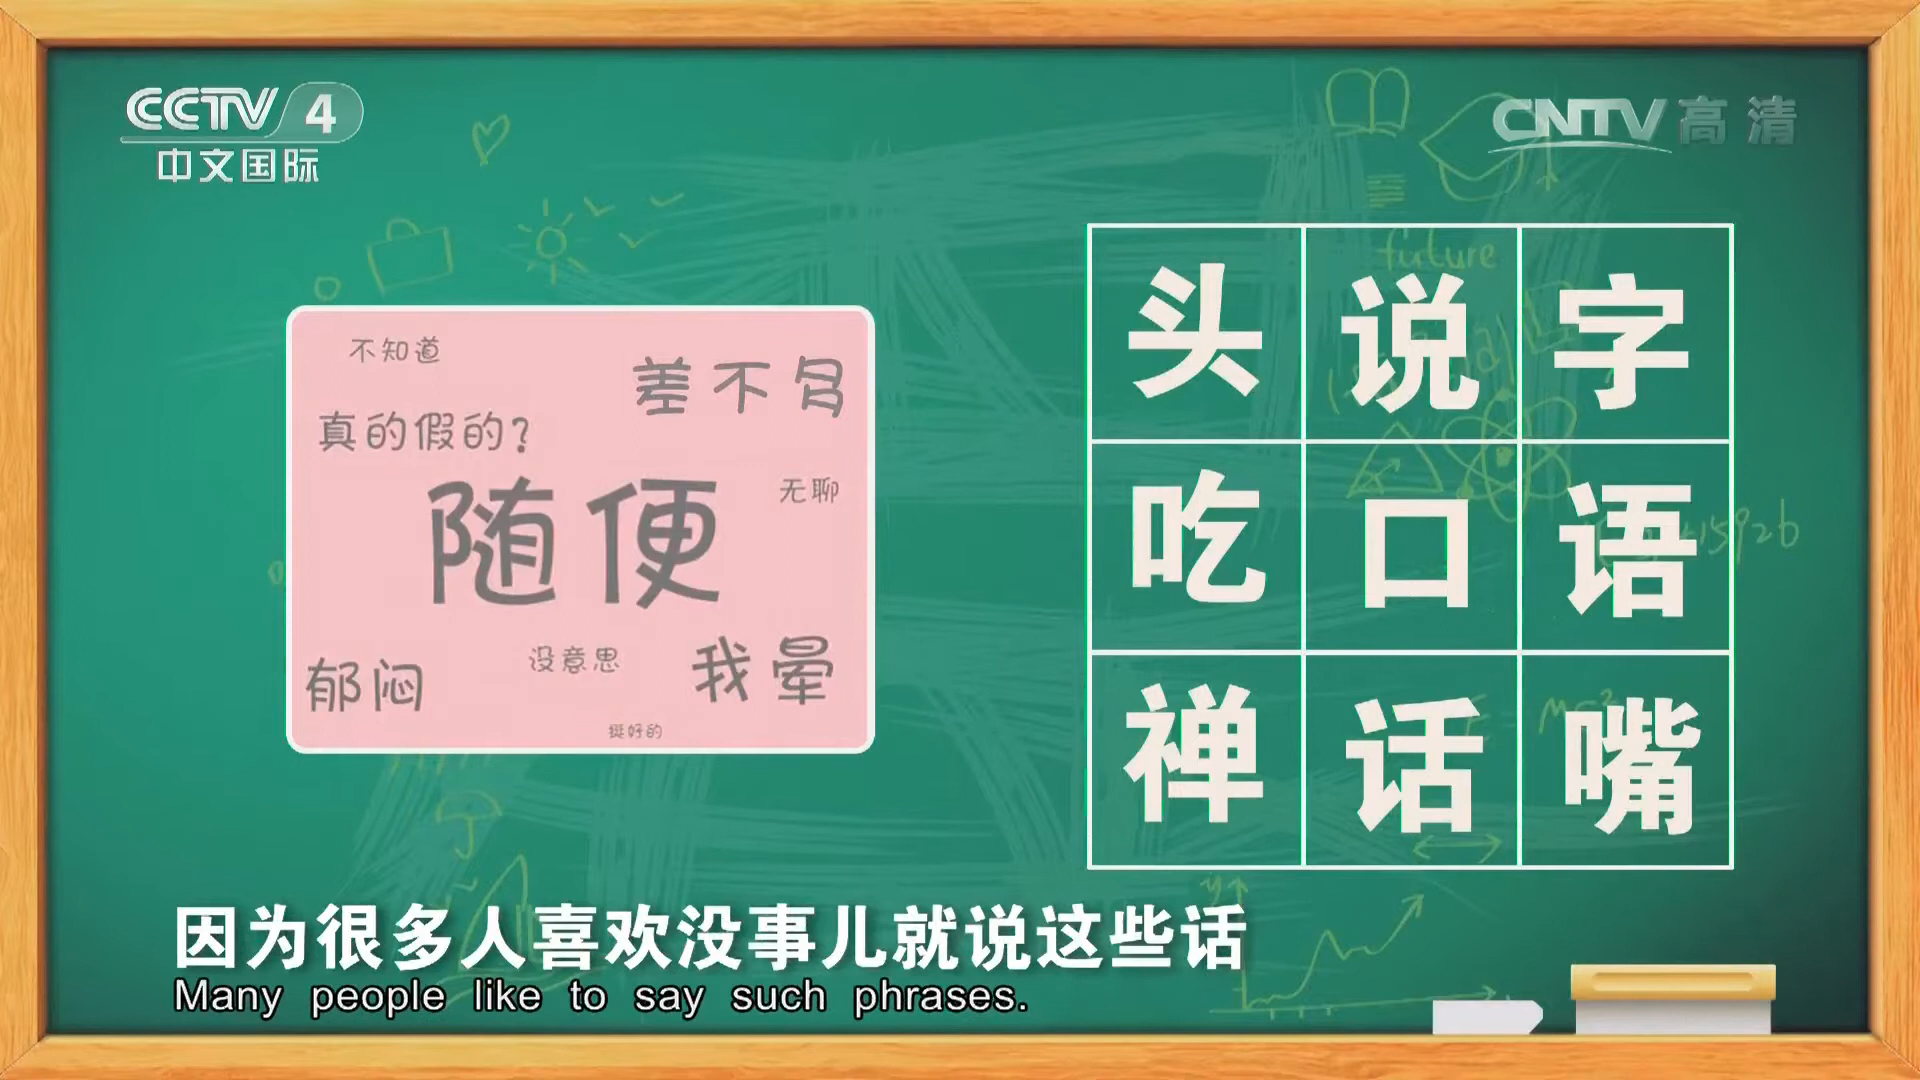 CCTV 4
中文国际
CNTV 高清
future
不知道
差不多
真的假的?
无聊
随便
郁闷
没意思
我晕
挺好的
头 说 字
吃 口 语
禅 话 嘴
因为很多人喜欢没事儿就说这些话
Many people like to say such phrases.